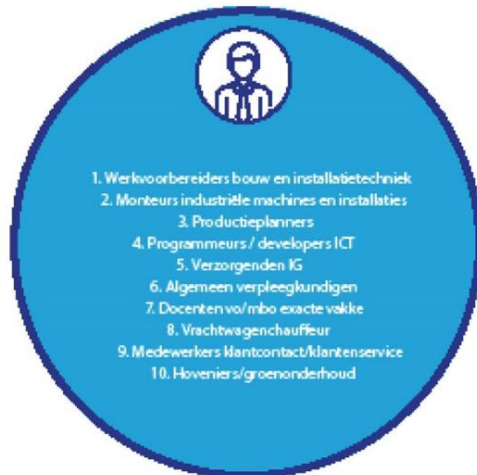 1. Werkvoorbereiders bouw en installatietechniek
2. Monteurs industriële machines en installaties
3. Productieplanners
4. Programmeurs / developers ICT
5. Verzorgenden IG
6. Algemeen verpleegkundigen
7. Docenten vo/mbo exacte vakke
8. Vrachtwagenchauffeur
9. Medewerkers klantcontact/klantenservice
10. Hoveniers/groenonderhoud